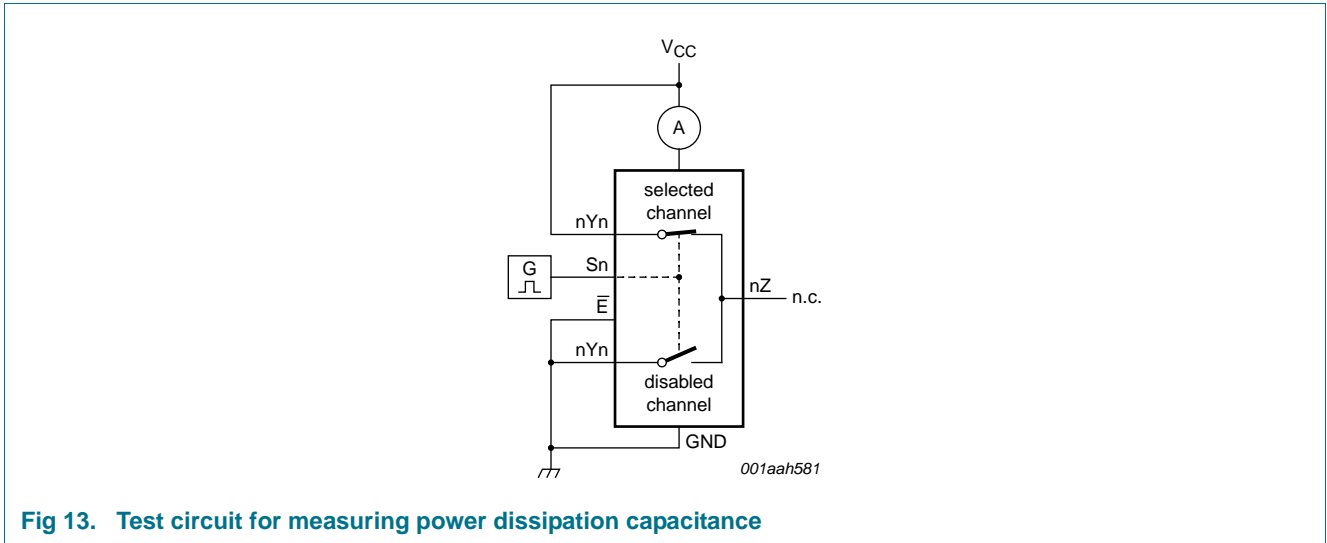 VCC
A
selected
channel
nYn
G
Sn
E̅
nZ
n.c.
nYn
disabled
channel
GND
001aah581
Fig 13. Test circuit for measuring power dissipation capacitance